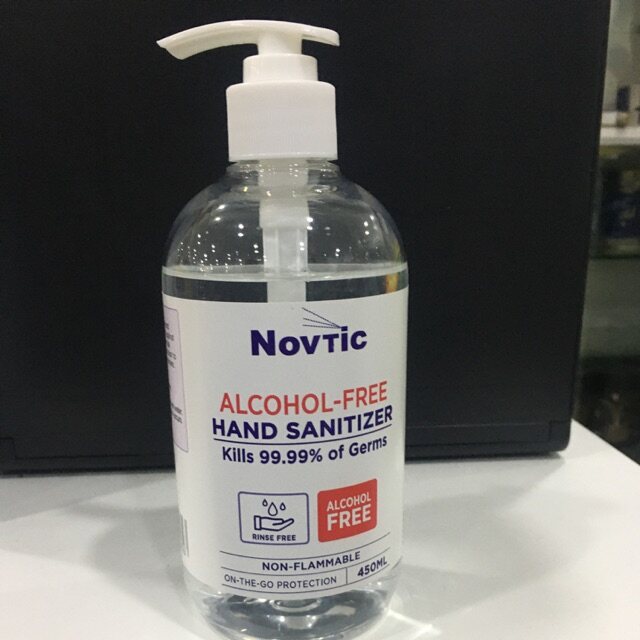 NOVTIC
ALCOHOL-FREE
HAND SANITIZER
Kills 99.99% of Germs
RINSE FREE
ALCOHOL
FREE
NON-FLAMMABLE
ON-THE-GO PROTECTION
450ML